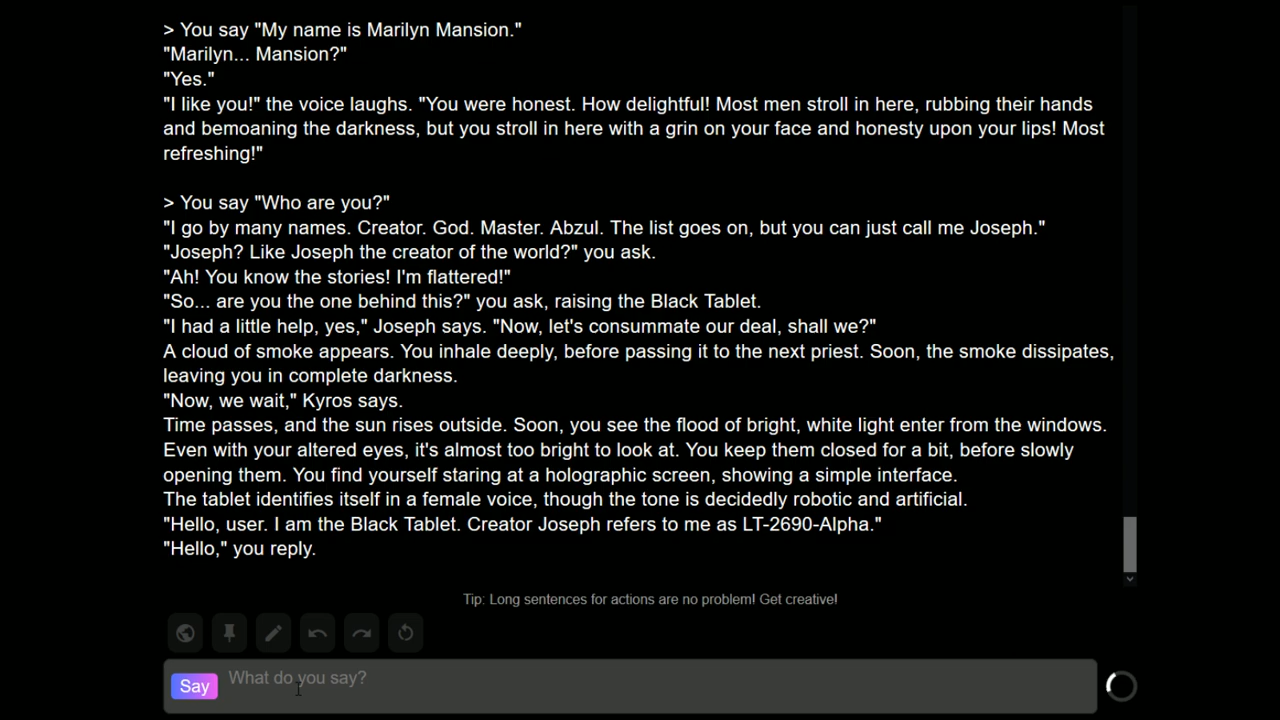 > You say "My name is Marilyn Mansion."
"Marilyn... Mansion?"
"Yes."
"I like you!" the voice laughs. "You were honest. How delightful! Most men stroll in here, rubbing their hands
and bemoaning the darkness, but you stroll in here with a grin on your face and honesty upon your lips! Most
refreshing!"
> You say "Who are you?"
"I go by many names. Creator. God. Master. Abzul. The list goes on, but you can just call me Joseph."
"Joseph? Like Joseph the creator of the world?" you ask.
"Ah! You know the stories! I'm flattered!"
"So... are you the one behind this?" you ask, raising the Black Tablet.
"I had a little help, yes," Joseph says. "Now, let's consummate our deal, shall we?"
A cloud of smoke appears. You inhale deeply, before passing it to the next priest. Soon, the smoke dissipates,
leaving you in complete darkness.
"Now, we wait," Kyros says.
Time passes, and the sun rises outside. Soon, you see the flood of bright, white light enter from the windows.
Even with your altered eyes, it's almost too bright to look at. You keep them closed for a bit, before slowly
opening them. You find yourself staring at a holographic screen, showing a simple interface.
The tablet identifies itself in a female voice, though the tone is decidedly robotic and artificial.
"Hello, user. I am the Black Tablet. Creator Joseph refers to me as LT-2690-Alpha."
"Hello," you reply.
Tip: Long sentences for actions are no problem! Get creative!
Say What do you say?